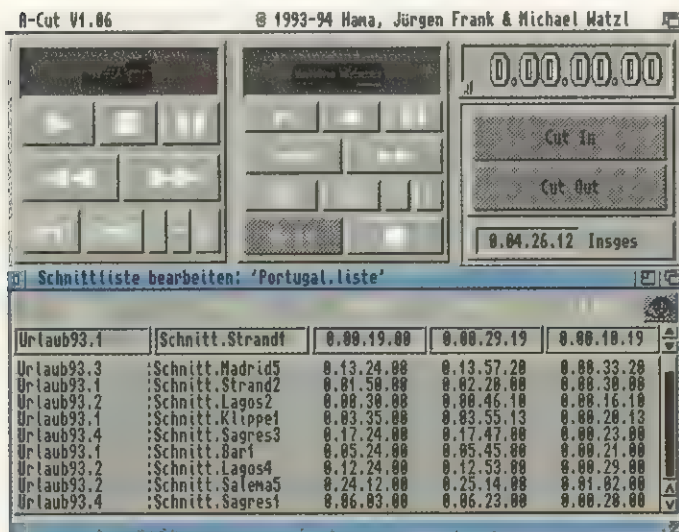 A-Cut V1.06 © 1993-94 Hama, Jürgen Frank & Michael Watzl
0.00.00.00
Cut In
Cut Out
0.04.26.12 Insges
Schnittliste bearbeiten: 'Portugal.liste'
Urlaub93.1 Schnitt.Strand1 0.00.19.00 0.00.29.19 0.00.10.19
Urlaub93.3 Schnitt.Madrid5 0.13.24.08 0.13.57.28 0.00.33.20
Urlaub93.1 Schnitt.Strand2 0.01.50.00 0.02.20.00 0.00.30.00
Urlaub93.2 Schnitt.Lagos2 0.00.30.00 0.00.46.10 0.00.16.10
Urlaub93.1 Schnitt.Klippe1 0.03.35.00 0.03.55.13 0.00.20.13
Urlaub93.4 Schnitt.Sagres3 0.17.24.00 0.17.47.00 0.00.23.00
Urlaub93.1 Schnitt.Bar1 0.05.24.00 0.05.45.00 0.00.21.00
Urlaub93.2 Schnitt.Lagos4 0.12.24.00 0.12.53.00 0.00.29.00
Urlaub93.2 Schnitt.Salema5 0.24.12.00 0.25.14.00 0.01.02.00
Urlaub93.4 Schnitt.Sagres1 0.06.03.00 0.06.23.00 0.00.20.00